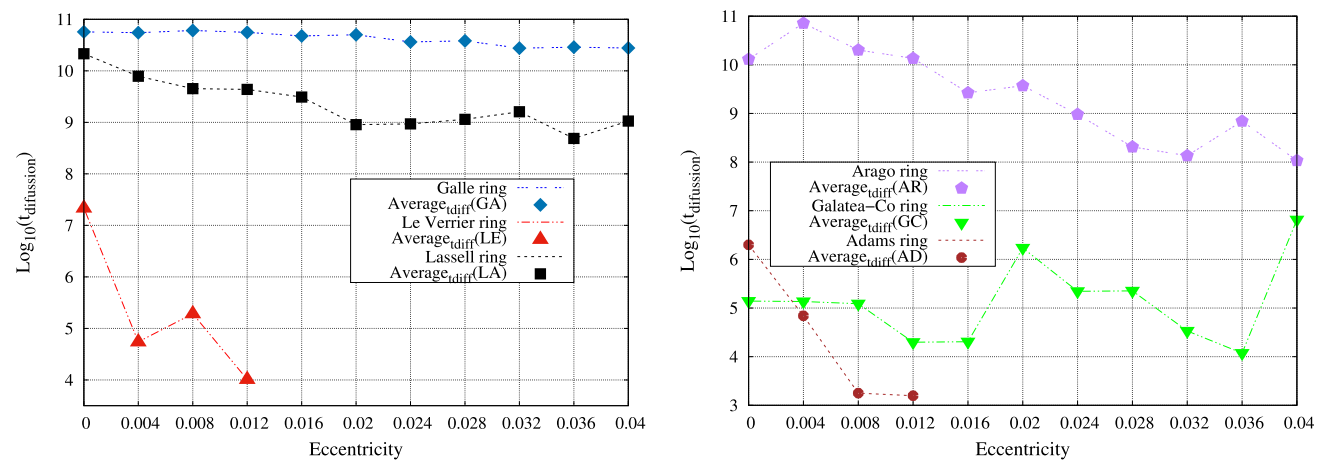 11
10
9
8
7
6
5
4
Log10(tdifussion)
Galle ring
Averagetdiff(GA)
Le Verrier ring
Averagetdiff(LE)
Lassell ring
Averagetdiff(LA)
0 0.004 0.008 0.012 0.016 0.02 0.024 0.028 0.032 0.036 0.04
Eccentricity
11
10
9
8
7
6
5
4
3
Log10(tdifussion)
Arago ring
Averagetdiff(AR)
Galatea−Co ring
Averagetdiff(GC)
Adams ring
Averagetdiff(AD)
0 0.004 0.008 0.012 0.016 0.02 0.024 0.028 0.032 0.036 0.04
Eccentricity